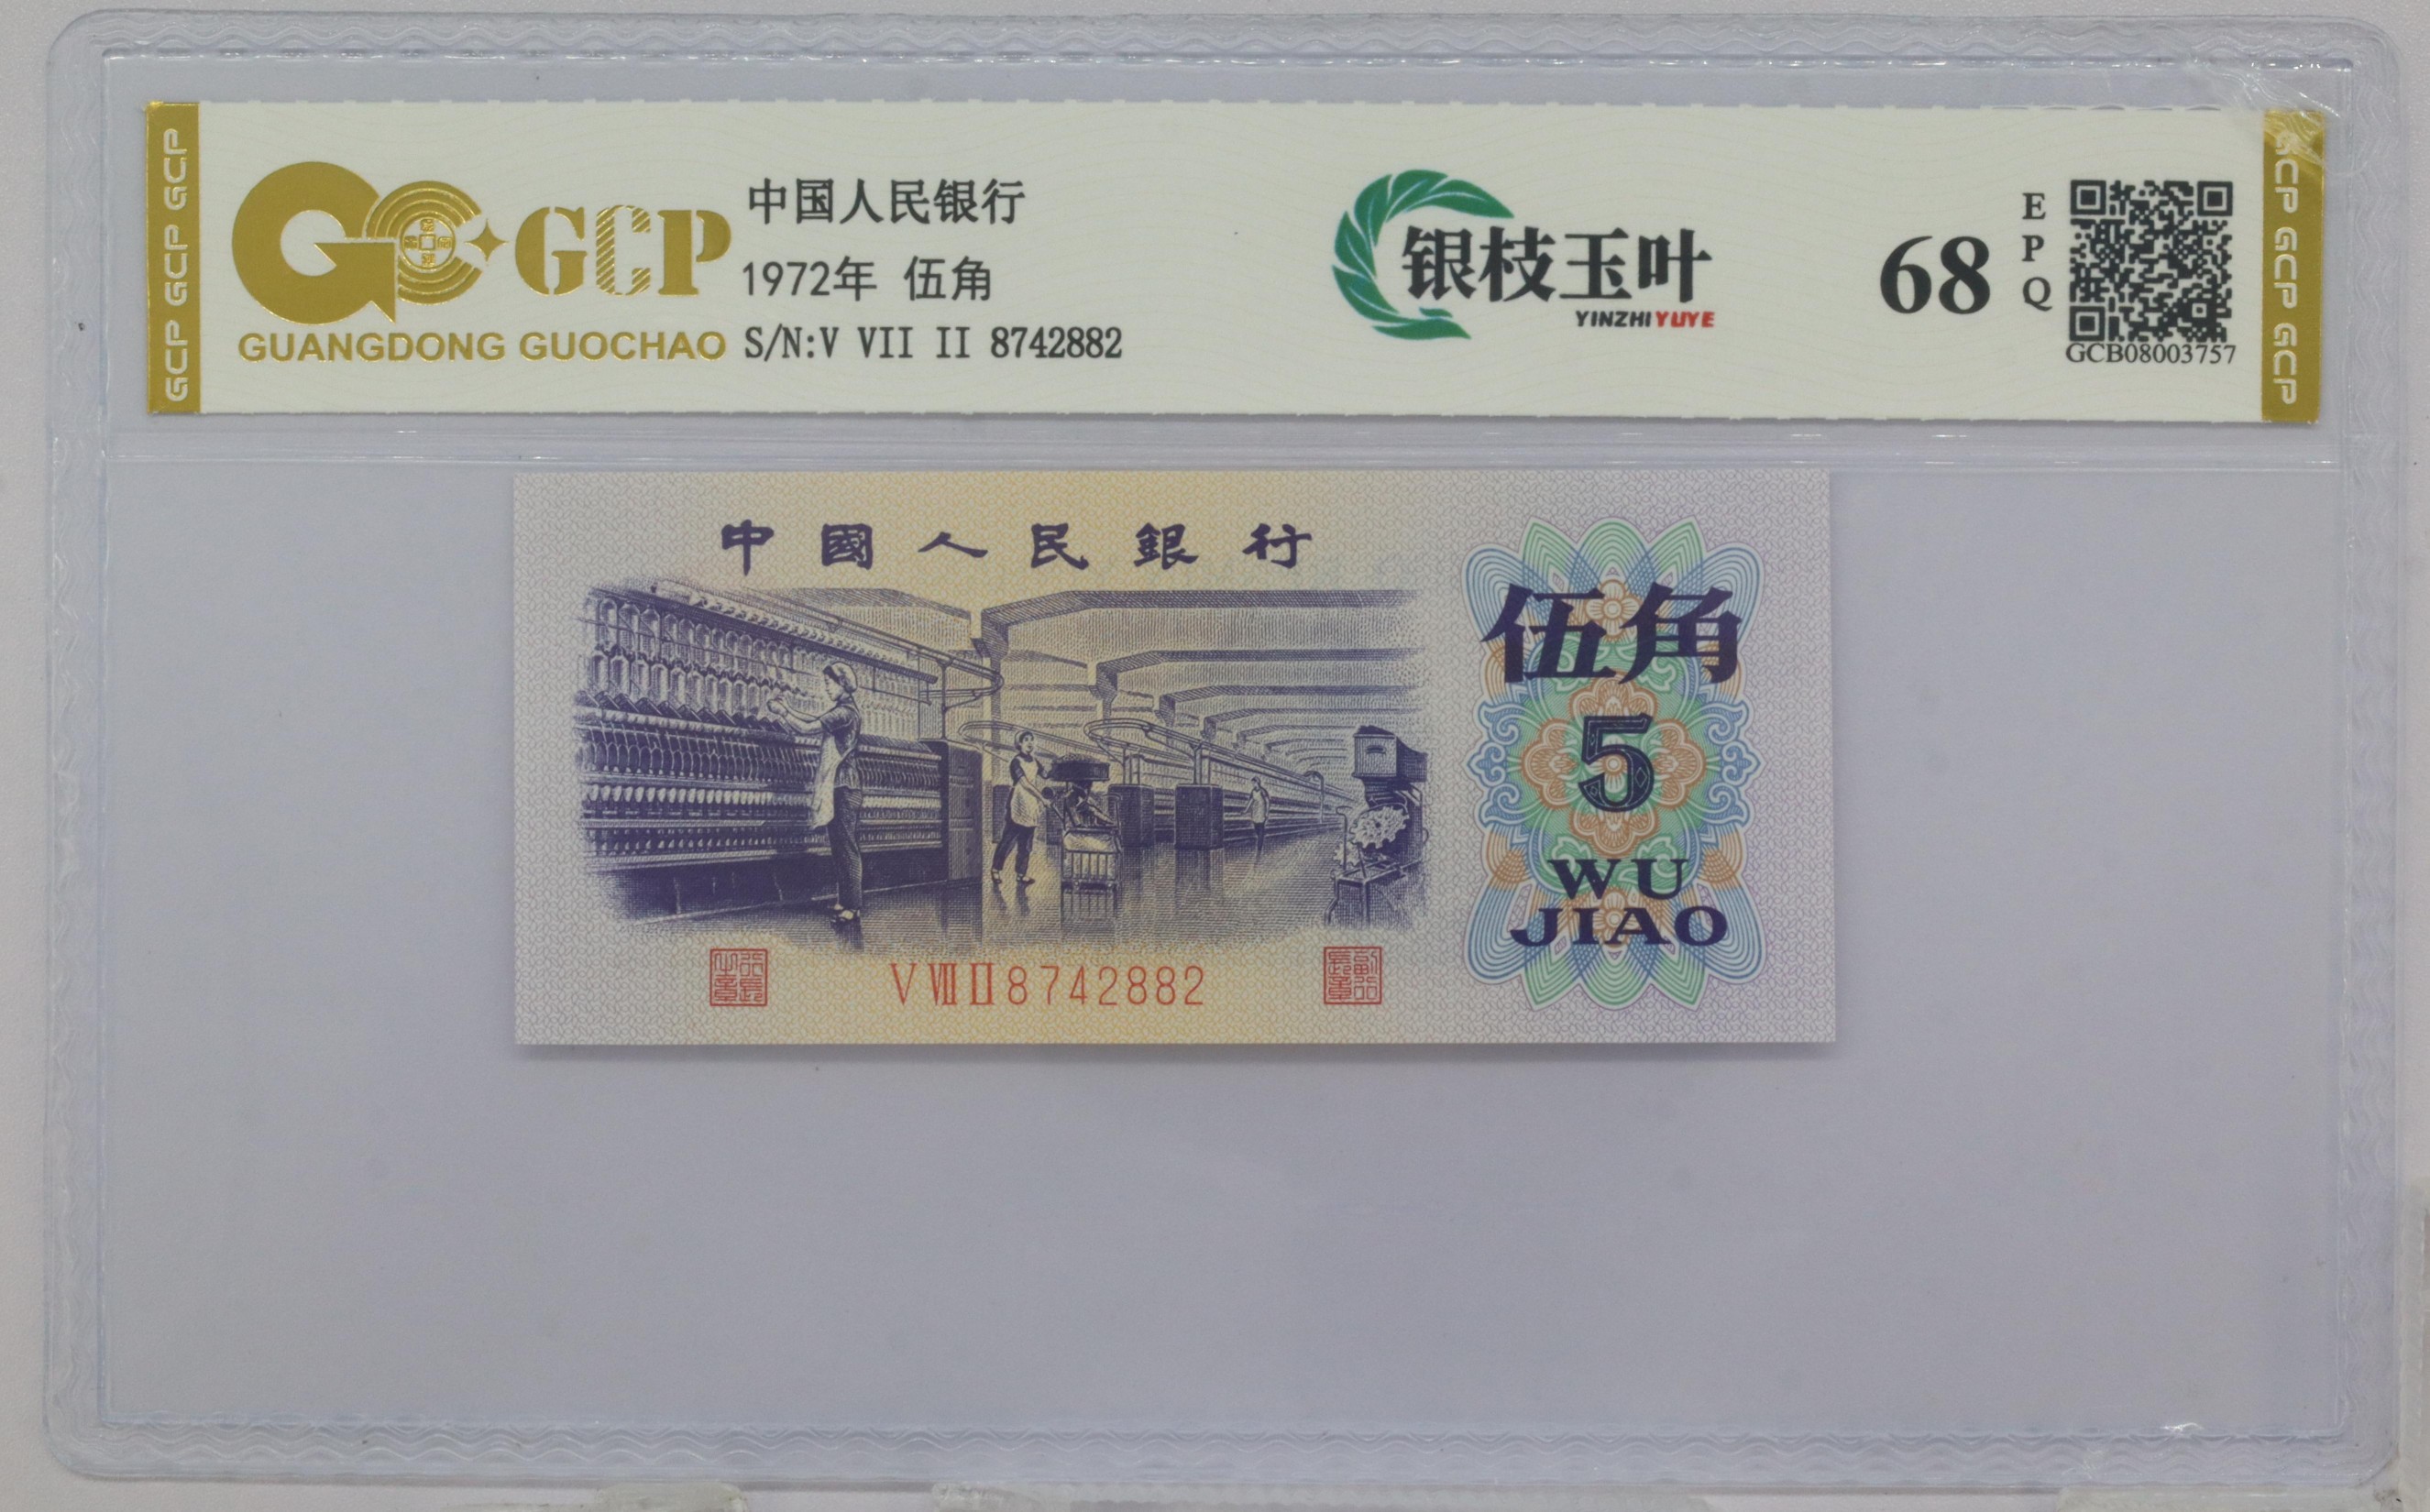 GCP GCP GCP
GCP
GUANGDONG GUOCHAO
中国人民银行
1972年 伍角
S/N:V VII II 8742882
银枝玉叶
YINZHIYUYE
68
EPQ
GCB08003757
GCP GCP GCP
中國人民銀行
伍角
5
WU
JIAO
V VII II 8742882